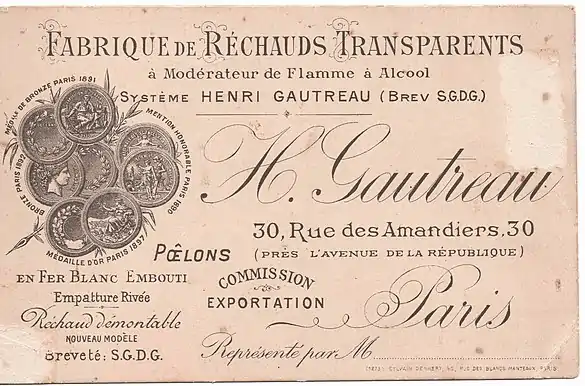 FABRIQUE DE RÉCHAUDS TRANSPARENTS
à Modérateur de Flamme à Alcool
SYSTÈME HENRI GAUTREAU (BREV S.G.D.G.)
MÉDLE DE BRONZE PARIS 1891
MENTION HONORABLE PARIS 1890
BRONZE PARIS 1892
MÉDAILLE D'OR PARIS 1897
H. Gautreau
30, Rue des Amandiers. 30
(PRÈS L'AVENUE DE LA RÉPUBLIQUE)
Paris
PŒLONS
EN FER BLANC EMBOUTI
Empatture Rivée
Réchaud démontable
NOUVEAU MODÈLE
Breveté: S.G.D.G.
COMMISSION
EXPORTATION
Représenté par M
PARIS